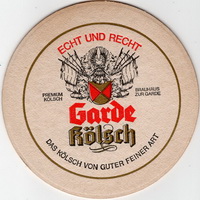 ECHT UND RECHT
PREMIUM
KÖLSCH
BRAUHAUS
ZUR GARDE
Garde
Kölsch
DAS KÖLSCH VON GUTER FEINER ART